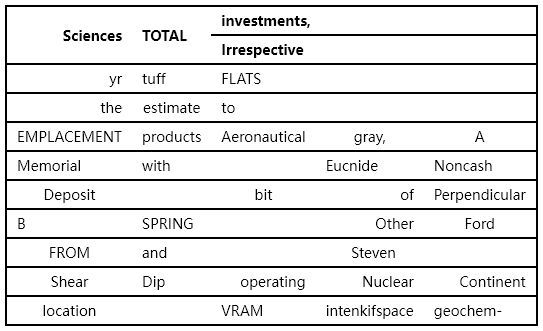 investments,
Sciences TOTAL
Irrespective
yr tuff FLATS
the estimate to
EMPLACEMENT products Aeronautical gray, A
Memorial with Eucnide Noncash
Deposit bit of Perpendicular
B SPRING Other Ford
FROM and Steven
Shear Dip operating Nuclear Continent
location VRAM intenkifspace geochem-